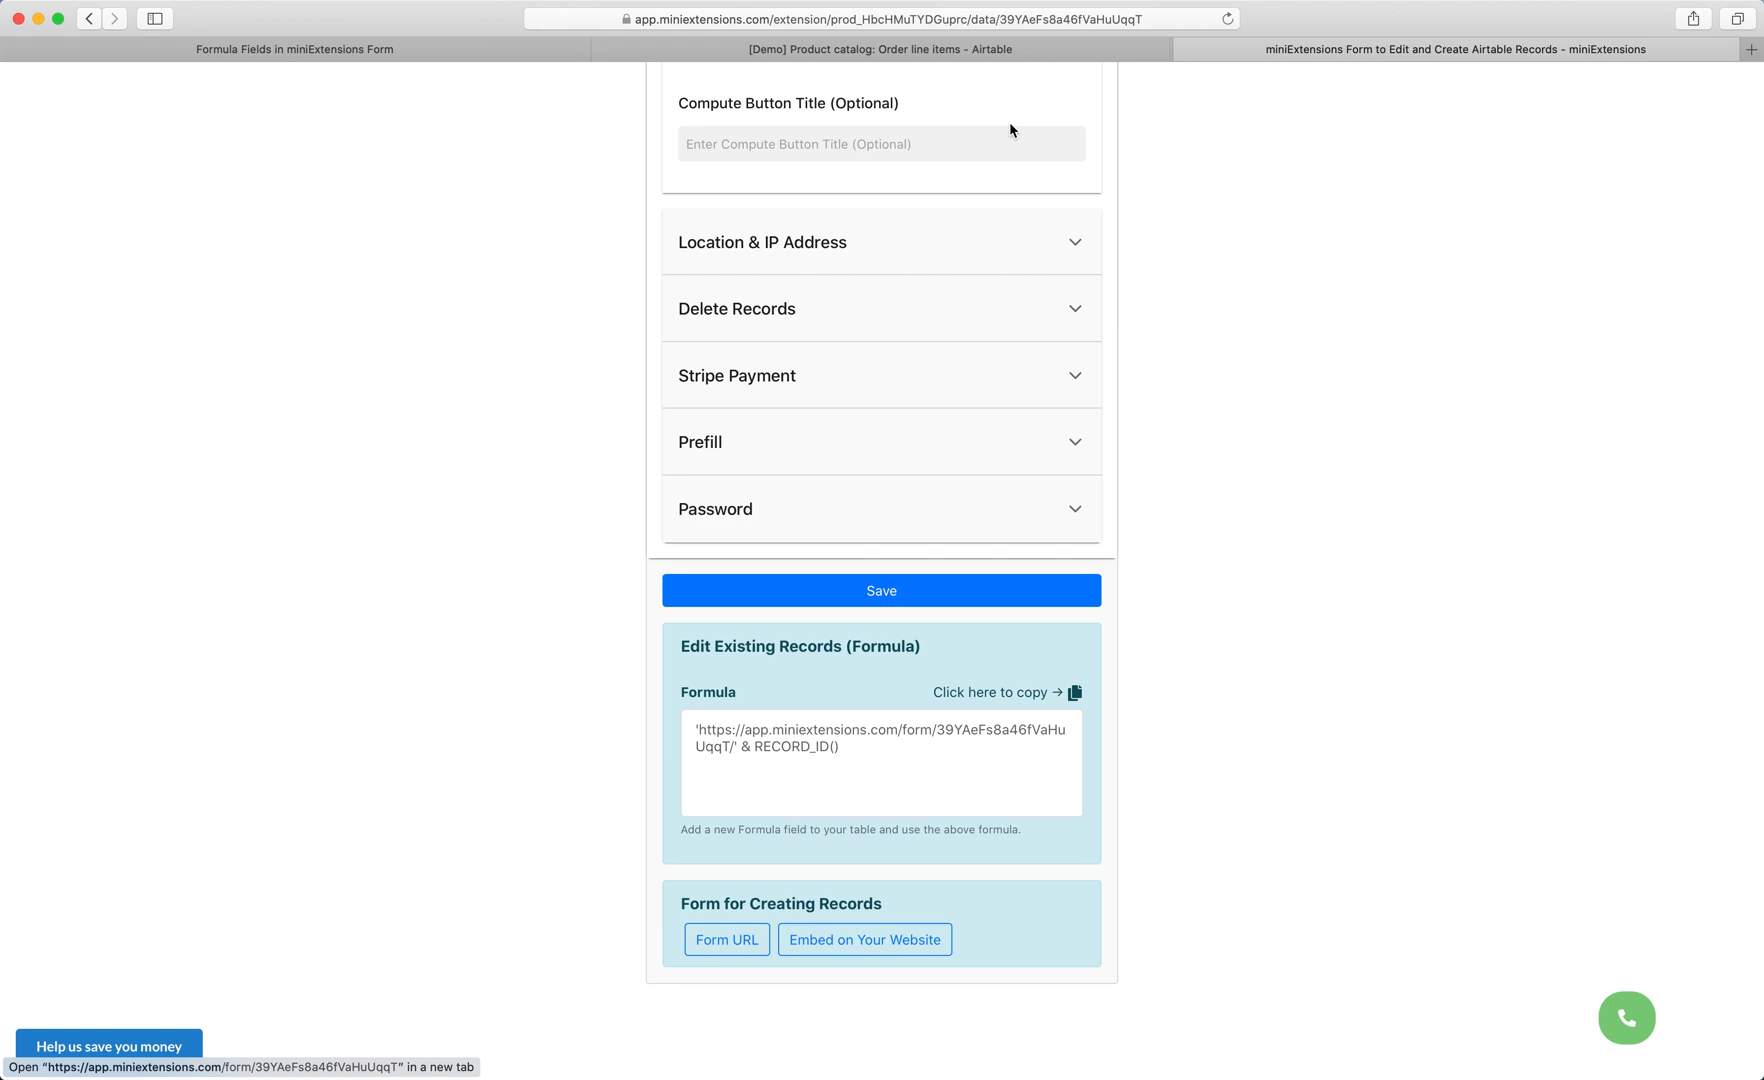 app.miniextensions.com/extension/prod_HbcHMuTYDGuprc/data/39YAeFs8a46fVaHuUqqT
Formula Fields in miniExtensions Form
[Demo] Product catalog: Order line items - Airtable
miniExtensions Form to Edit and Create Airtable Records - miniExtensions
Compute Button Title (Optional)
Enter Compute Button Title (Optional)
Location & IP Address
Delete Records
Stripe Payment
Prefill
Password
Save
Edit Existing Records (Formula)
Formula
Click here to copy →
'https://app.miniextensions.com/form/39YAeFs8a46fVaHu
UqqT/' & RECORD_ID()
Add a new Formula field to your table and use the above formula.
Form for Creating Records
Form URL
Embed on Your Website
Help us save you money
Open “https://app.miniextensions.com/form/39YAeFs8a46fVaHuUqqT” in a new tab